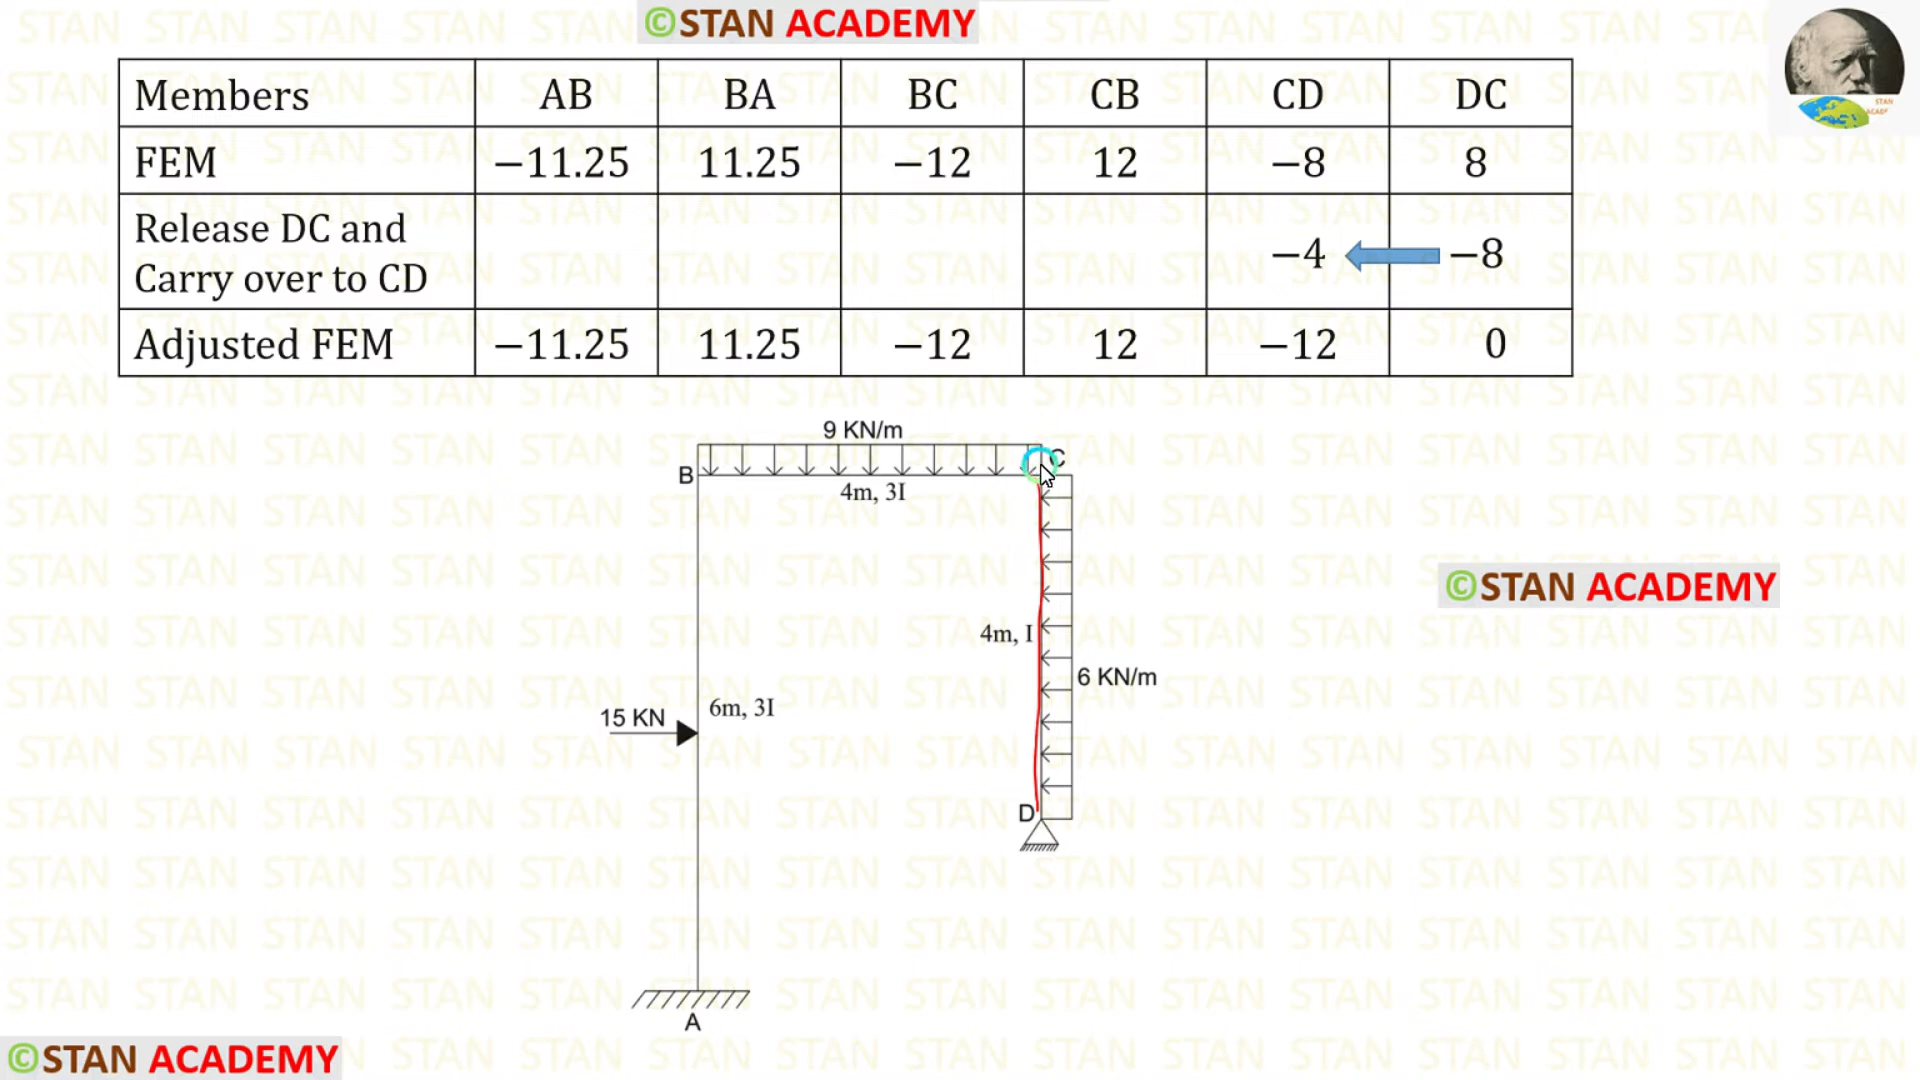 ©STAN ACADEMY
Members AB BA BC CB CD DC
FEM −11.25 11.25 −12 12 −8 8
Release DC and
Carry over to CD −4 −8
Adjusted FEM −11.25 11.25 −12 12 −12 0
9 KN/m
B C
4m, 3I
©STAN ACADEMY
4m, I
6 KN/m
6m, 3I
15 KN
D
A
©STAN ACADEMY